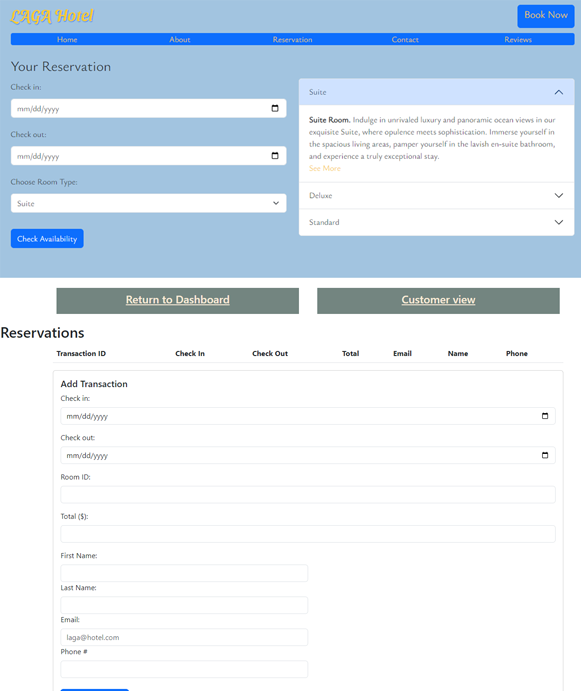 LAGA Hotel
Book Now
Home About Reservation Contact Reviews
Your Reservation
Check in:
mm/dd/yyyy
Check out:
mm/dd/yyyy
Choose Room Type:
Suite
Check Availability
Suite
Suite Room. Indulge in unrivaled luxury and panoramic ocean views in our
exquisite Suite, where opulence meets sophistication. Immerse yourself in
the spacious living areas, pamper yourself in the lavish en-suite bathroom,
and experience a truly exceptional stay.
See More
Deluxe
Standard
Return to Dashboard
Customer view
Reservations
Transaction ID Check In Check Out Total Email Name Phone
Add Transaction
Check in:
mm/dd/yyyy
Check out:
mm/dd/yyyy
Room ID:
Total ($):
First Name:
Last Name:
Email:
laga@hotel.com
Phone #